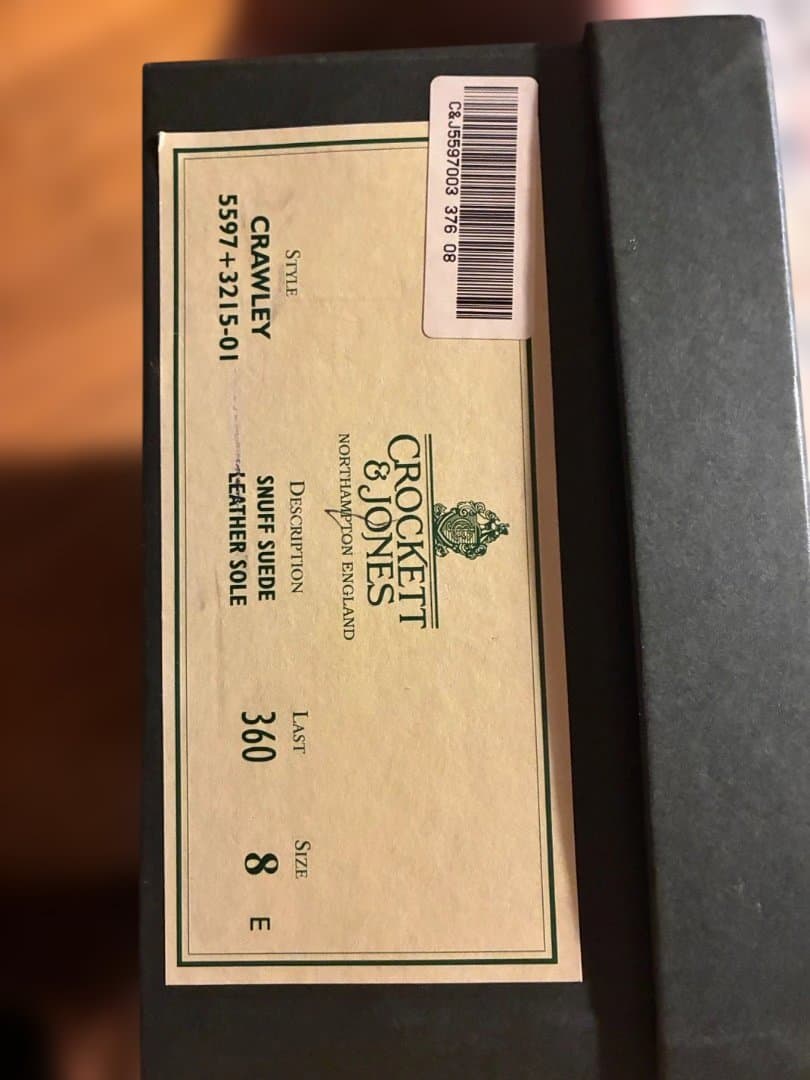 C&J5597003 376 08
CROCKETT
& JONES
NORTHAMPTON ENGLAND
STYLE DESCRIPTION LAST SIZE
CRAWLEY SNUFF SUEDE 360 8 E
5597+3215-01 LEATHER SOLE